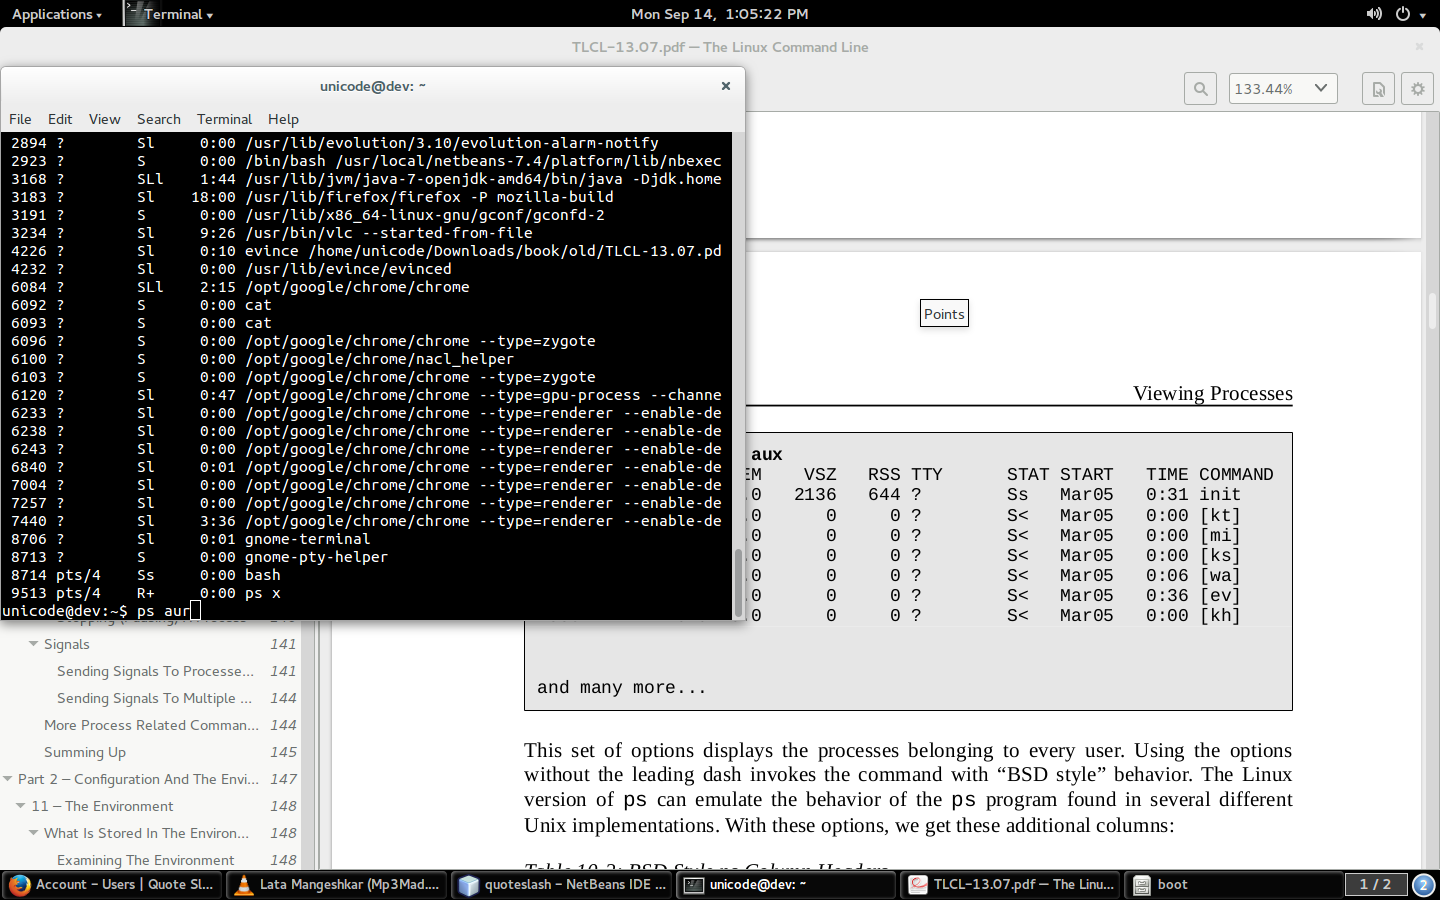 Applications
Terminal
Mon Sep 14, 1:05:22 PM
TLCL-13.07.pdf — The Linux Command Line
133.44%
unicode@dev: ~
File Edit View Search Terminal Help
2894 ? Sl 0:00 /usr/lib/evolution/3.10/evolution-alarm-notify
2923 ? S 0:00 /bin/bash /usr/local/netbeans-7.4/platform/lib/nbexec
3168 ? SLl 1:44 /usr/lib/jvm/java-7-openjdk-amd64/bin/java -Djdk.home
3183 ? Sl 18:00 /usr/lib/firefox/firefox -P mozilla-build
3191 ? S 0:00 /usr/lib/x86_64-linux-gnu/gconf/gconfd-2
3234 ? Sl 9:26 /usr/bin/vlc --started-from-file
4226 ? Sl 0:10 evince /home/unicode/Downloads/book/old/TLCL-13.07.pd
4232 ? Sl 0:00 /usr/lib/evince/evinced
6084 ? SLl 2:15 /opt/google/chrome/chrome
6092 ? S 0:00 cat
6093 ? S 0:00 cat
6096 ? S 0:00 /opt/google/chrome/chrome --type=zygote
6100 ? S 0:00 /opt/google/chrome/nacl_helper
6103 ? S 0:00 /opt/google/chrome/chrome --type=zygote
6120 ? Sl 0:47 /opt/google/chrome/chrome --type=gpu-process --channe
6233 ? Sl 0:00 /opt/google/chrome/chrome --type=renderer --enable-de
6238 ? Sl 0:00 /opt/google/chrome/chrome --type=renderer --enable-de
6243 ? Sl 0:00 /opt/google/chrome/chrome --type=renderer --enable-de
6840 ? Sl 0:01 /opt/google/chrome/chrome --type=renderer --enable-de
7004 ? Sl 0:00 /opt/google/chrome/chrome --type=renderer --enable-de
7257 ? Sl 0:00 /opt/google/chrome/chrome --type=renderer --enable-de
7440 ? Sl 3:36 /opt/google/chrome/chrome --type=renderer --enable-de
8706 ? Sl 0:01 gnome-terminal
8713 ? S 0:00 gnome-pty-helper
8714 pts/4 Ss 0:00 bash
9513 pts/4 R+ 0:00 ps x
unicode@dev:~$ ps aur
Signals 141
Sending Signals To Processe... 141
Sending Signals To Multiple ... 144
More Process Related Comman... 144
Summing Up 145
Part 2 – Configuration And The Envi... 147
11 – The Environment 148
What Is Stored In The Environ... 148
Examining The Environment 148
Points
Viewing Processes
aux
EM VSZ RSS TTY STAT START TIME COMMAND
.0 2136 644 ? Ss Mar05 0:31 init
.0 0 0 ? S< Mar05 0:00 [kt]
.0 0 0 ? S< Mar05 0:00 [mi]
.0 0 0 ? S< Mar05 0:00 [ks]
.0 0 0 ? S< Mar05 0:06 [wa]
.0 0 0 ? S< Mar05 0:36 [ev]
.0 0 0 ? S< Mar05 0:00 [kh]
and many more...
This set of options displays the processes belonging to every user. Using the options
without the leading dash invokes the command with “BSD style” behavior. The Linux
version of ps can emulate the behavior of the ps program found in several different
Unix implementations. With these options, we get these additional columns:
Table 10-2: BSD Style ps Column Headers
Account – Users | Quote Sl...
Lata Mangeshkar (Mp3Mad....
quoteslash – NetBeans IDE ...
unicode@dev: ~
TLCL-13.07.pdf — The Linu...
boot
1 / 2
2